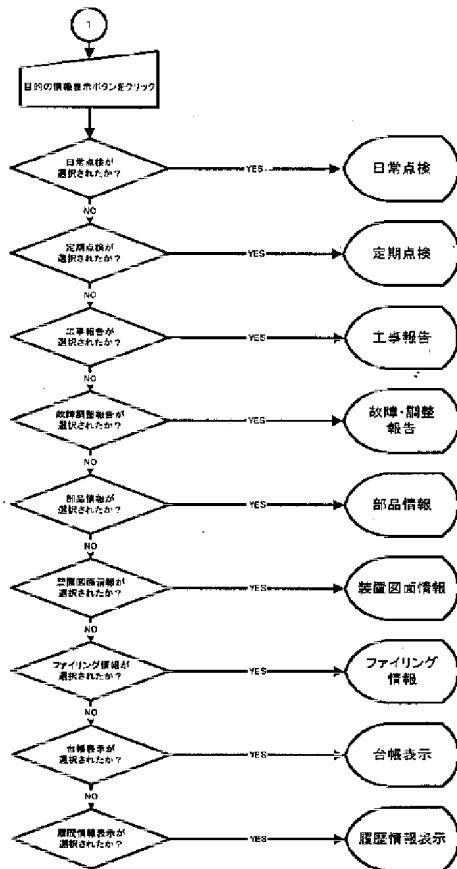 1
目的の情報表示ボタンをクリック
日常点検が
選択されたか？
YES
日常点検
NO
定期点検が
選択されたか？
YES
定期点検
NO
工事報告が
選択されたか？
YES
工事報告
NO
故障調整報告が
選択されたか？
YES
故障・調整
報告
NO
部品情報が
選択されたか？
YES
部品情報
NO
装置図面情報が
選択されたか？
YES
装置図面情報
NO
ファイリング情報が
選択されたか？
YES
ファイリング
情報
NO
台帳表示が
選択されたか？
YES
台帳表示
NO
履歴情報表示が
選択されたか？
YES
履歴情報表示